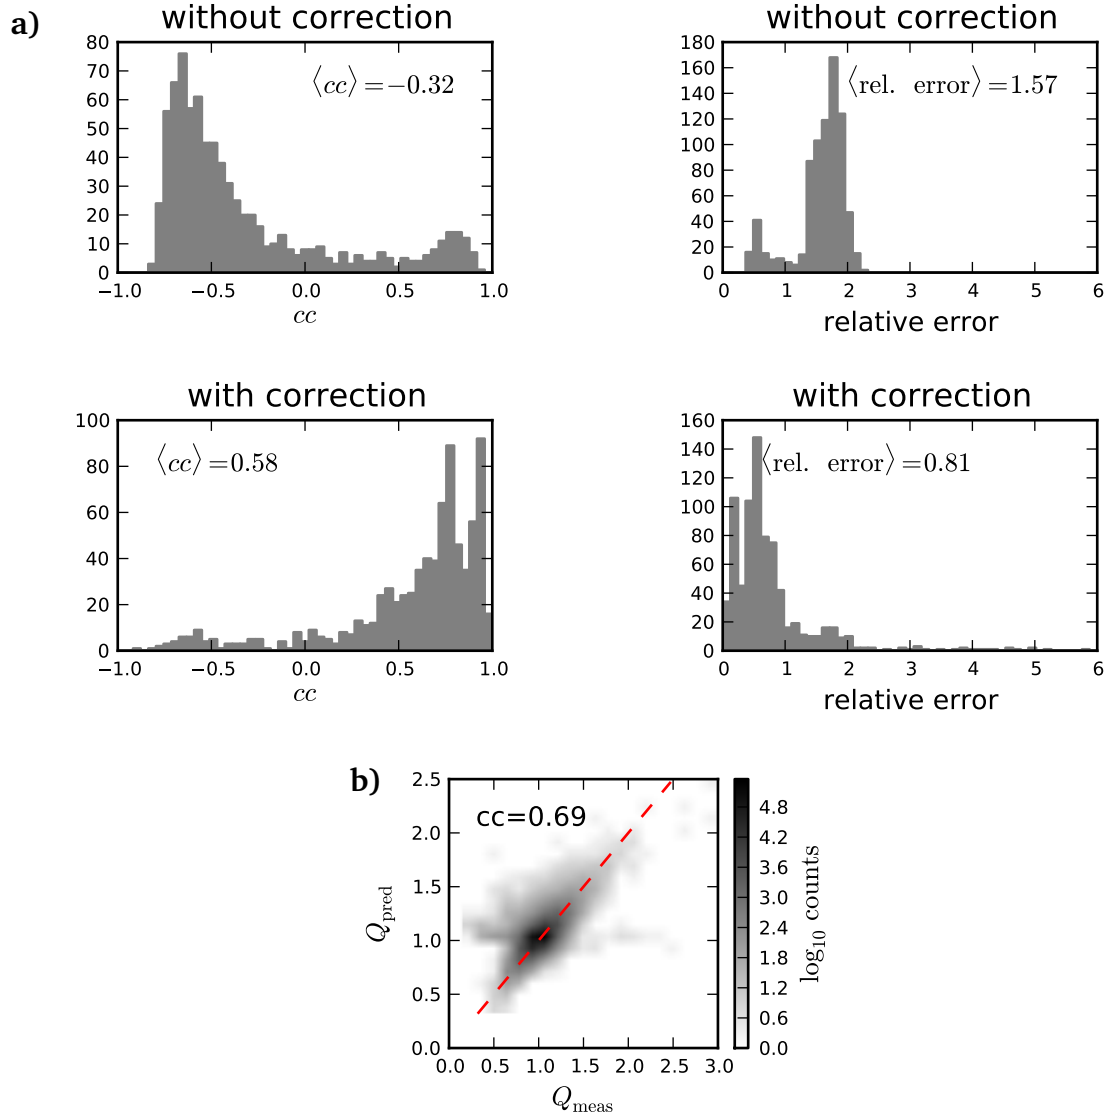 a)
without correction
⟨cc⟩=−0.32
80
70
60
50
40
30
20
10
0
−1.0 −0.5 0.0 0.5 1.0
cc
without correction
⟨rel. error⟩=1.57
180
160
140
120
100
80
60
40
20
0
0 1 2 3 4 5 6
relative error
with correction
⟨cc⟩=0.58
100
80
60
40
20
0
−1.0 −0.5 0.0 0.5 1.0
cc
with correction
⟨rel. error⟩=0.81
160
140
120
100
80
60
40
20
0
0 1 2 3 4 5 6
relative error
b)
cc=0.69
2.5
2.0
1.5
1.0
0.5
0.0
Q_pred
0.0 0.5 1.0 1.5 2.0 2.5 3.0
Q_meas
4.8
4.2
3.6
3.0
2.4
1.8
1.2
0.6
0.0
log₁₀ counts